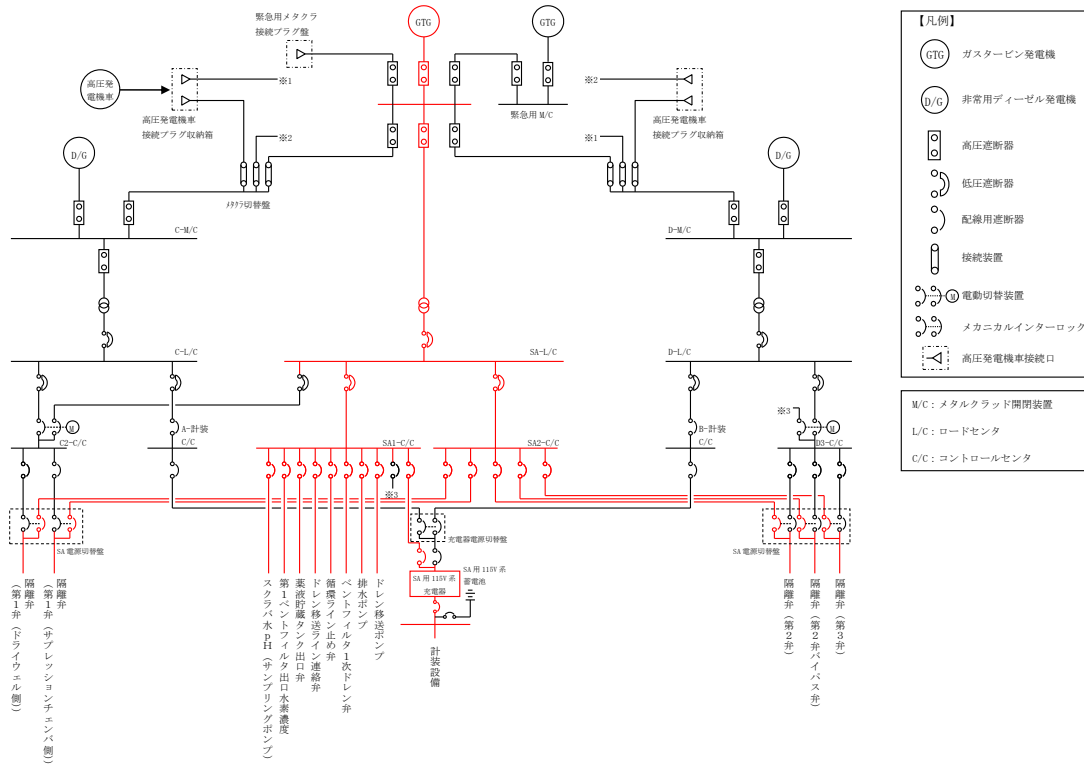 緊急用メタクラ
接続プラグ盤
GTG
GTG
【凡例】
GTG ガスタービン発電機
D/G 非常用ディーゼル発電機
高圧遮断器
低圧遮断器
配線用遮断器
接続装置
M 電動切替装置
メカニカルインターロック
高圧発電機車接続口
M/C：メタルクラッド開閉装置
L/C：ロードセンタ
C/C：コントロールセンタ
高圧発
電機車
※1
※2
高圧発電機車
接続プラグ収納箱
※2
緊急用 M/C
高圧発電機車
接続プラグ収納箱
※1
D/G
D/G
ﾒﾀｸﾗ切替盤
C-M/C
D-M/C
C-L/C
SA-L/C
D-L/C
※3
M
A-計装
C/C
B-計装
C/C
M
C2-C/C
SA1-C/C
SA2-C/C
D3-C/C
※3
SA 電源切替盤
充電器電源切替盤
SA 電源切替盤
SA 用 115V 系
充電器
SA 用 115V 系
蓄電池
隔離弁
（第1弁（ドライウェル側））
隔離弁
（第1弁（サプレッションチェンバ側））
スクラバ水pH（サンプリングポンプ）
第1ベントフィルタ出口水素濃度
薬液貯蔵タンク出口弁
ドレン移送ライン連絡弁
循環ライン止め弁
ベントフィルタ1次ドレン弁
排水ポンプ
ドレン移送ポンプ
計装設備
隔離弁（第2弁）
隔離弁（第2弁バイパス弁）
隔離弁（第3弁）